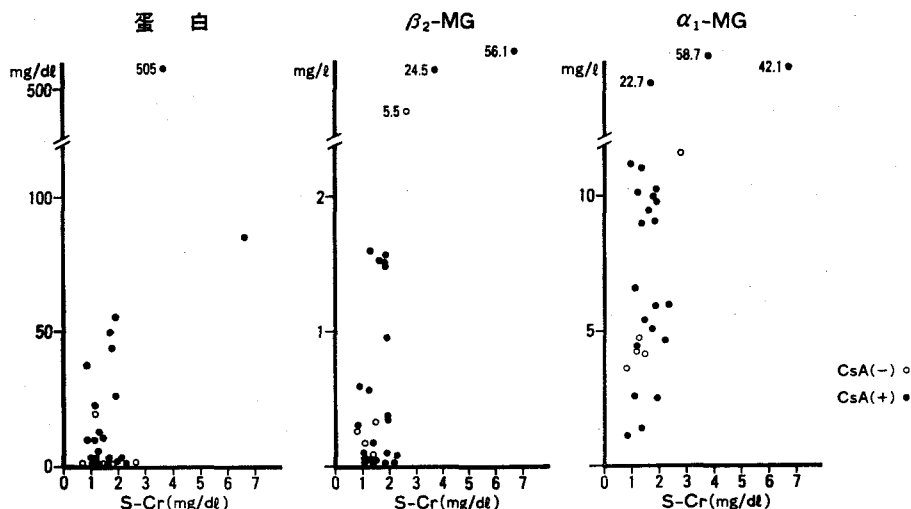 蛋 白
mg/dℓ
505
500
100
50
0
0 1 2 3 4 5 6 7
S-Cr(mg/dℓ)
β₂-MG
56.1
mg/ℓ
24.5
5.5
2
1
0 1 2 3 4 5 6 7
S-Cr(mg/dℓ)
α₁-MG
58.7
mg/ℓ
42.1
22.7
10
5
0 1 2 3 4 5 6 7
S-Cr(mg/dℓ)
CsA(−) ○
CsA(+) ●